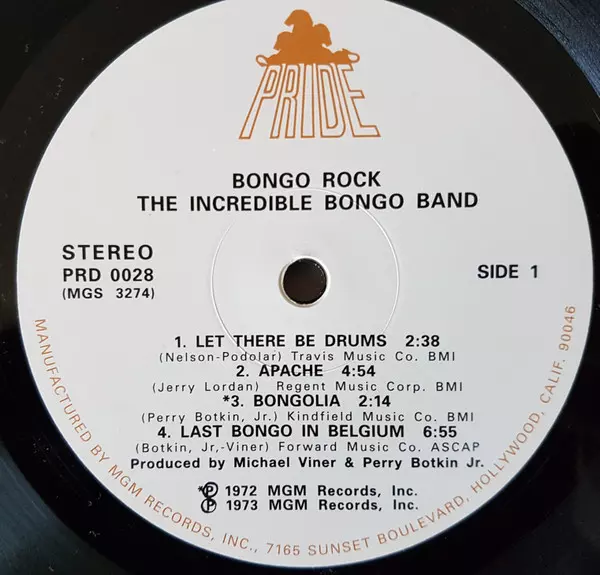 PRIDE
BONGO ROCK
THE INCREDIBLE BONGO BAND
STEREO
PRD 0028
(MGS 3274)
SIDE 1
1. LET THERE BE DRUMS 2:38
(Nelson-Podolar) Travis Music Co. BMI
2. APACHE 4:54
(Jerry Lordan) Regent Music Corp. BMI
*3. BONGOLIA 2:14
(Perry Botkin, Jr.) Kindfield Music Co. BMI
4. LAST BONGO IN BELGIUM 6:55
(Botkin, Jr,-Viner) Forward Music Co. ASCAP
Produced by Michael Viner & Perry Botkin Jr.
*℗ 1972 MGM Records, Inc.
℗ 1973 MGM Records, Inc.
MANUFACTURED BY MGM RECORDS, INC., 7165 SUNSET BOULEVARD, HOLLYWOOD, CALIF. 90046